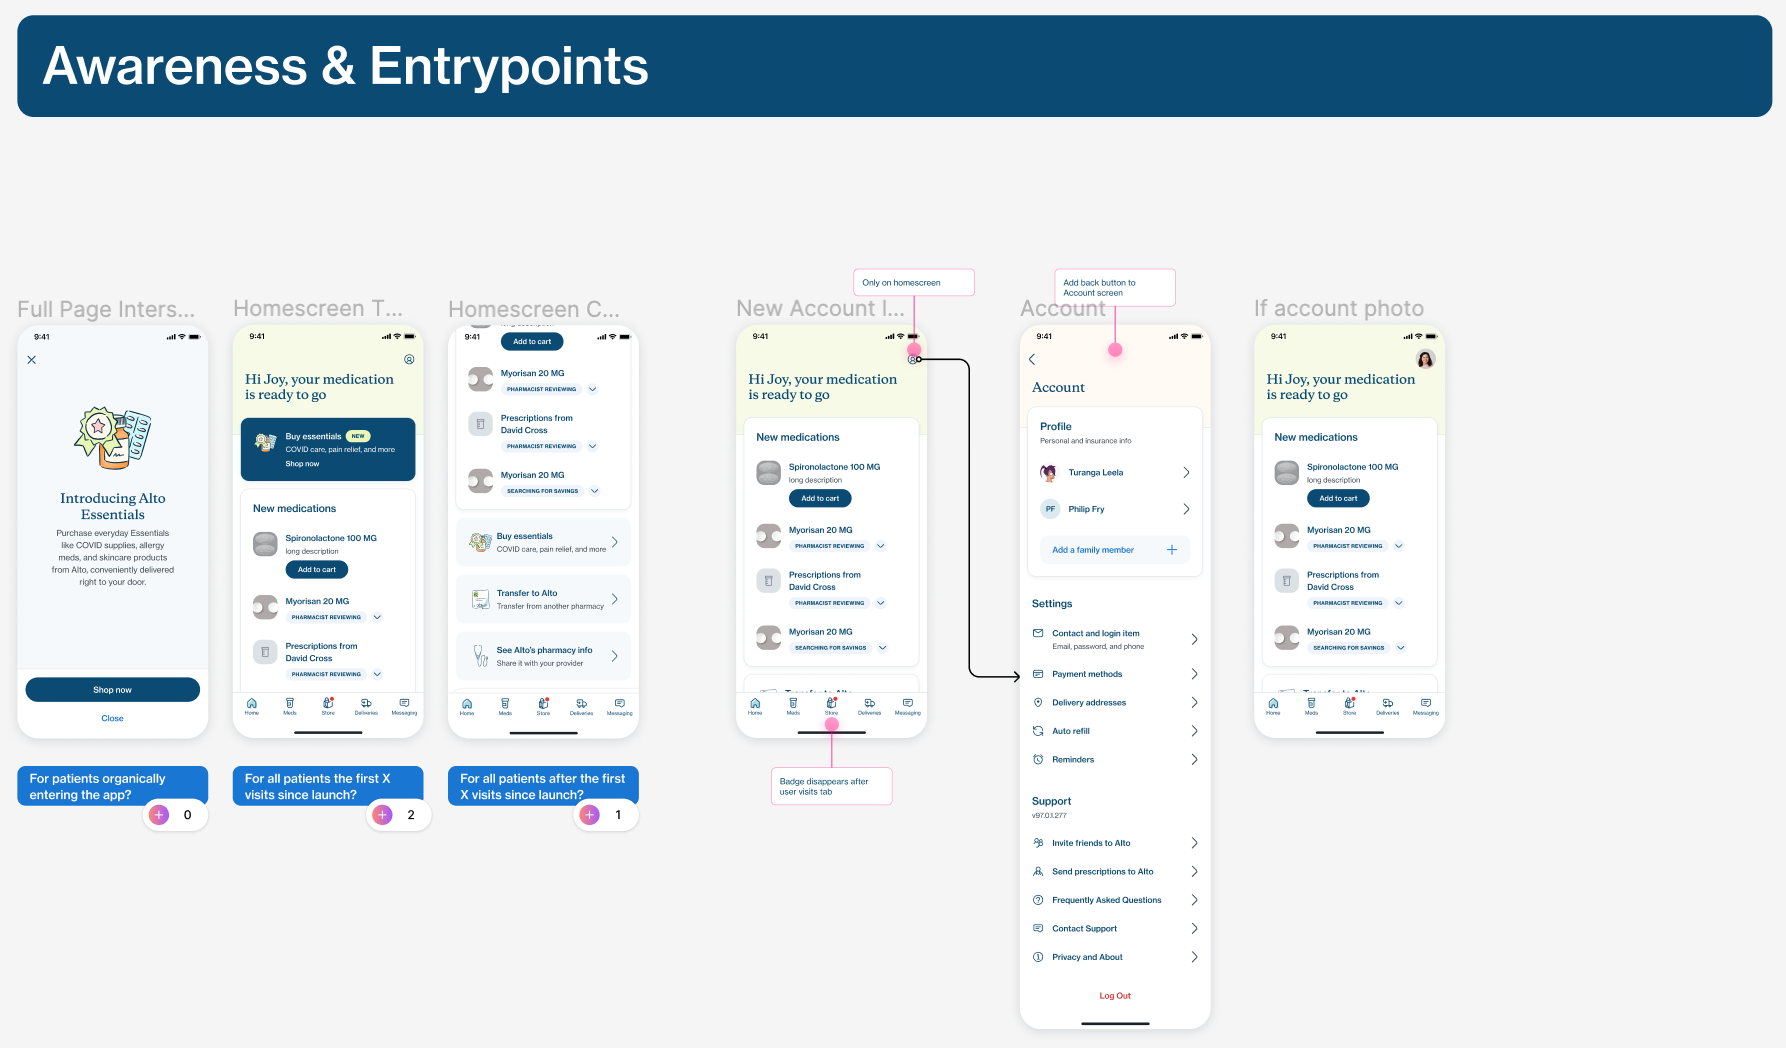 Awareness & Entrypoints
Full Page Inters...
9:41
Introducing Alto
Essentials
Purchase everyday Essentials
like COVID supplies, allergy
meds, and skincare products
from Alto, conveniently delivered
right to your door.
Shop now
Close
For patients organically
entering the app?
0
Homescreen T...
9:41
Hi Joy, your medication
is ready to go
Buy essentials NEW
COVID care, pain relief, and more
Shop now
New medications
Spironolactone 100 MG
long description
Add to cart
Myorisan 20 MG
PHARMACIST REVIEWING
Prescriptions from
David Cross
PHARMACIST REVIEWING
Home Meds Store Deliveries Messaging
For all patients the first X
visits since launch?
2
Homescreen C...
9:41
Add to cart
Myorisan 20 MG
PHARMACIST REVIEWING
Prescriptions from
David Cross
PHARMACIST REVIEWING
Myorisan 20 MG
SEARCHING FOR SAVINGS
Buy essentials
COVID care, pain relief, and more
Transfer to Alto
Transfer from another pharmacy
See Alto's pharmacy info
Share it with your provider
Home Meds Store Deliveries Messaging
For all patients after the first
X visits since launch?
1
Only on homescreen
New Account I...
9:41
Hi Joy, your medication
is ready to go
New medications
Spironolactone 100 MG
long description
Add to cart
Myorisan 20 MG
PHARMACIST REVIEWING
Prescriptions from
David Cross
PHARMACIST REVIEWING
Myorisan 20 MG
SEARCHING FOR SAVINGS
Transfer to Alto
Home Meds Store Deliveries Messaging
Badge disappears after
user visits tab
Add back button to
Account screen
Account
9:41
Account
Profile
Personal and insurance info
Turanga Leela
PF Philip Fry
Add a family member
Settings
Contact and login item
Email, password, and phone
Payment methods
Delivery addresses
Auto refill
Reminders
Support
v97.0.1.277
Invite friends to Alto
Send prescriptions to Alto
Frequently Asked Questions
Contact Support
Privacy and About
Log Out
If account photo
9:41
Hi Joy, your medication
is ready to go
New medications
Spironolactone 100 MG
long description
Add to cart
Myorisan 20 MG
PHARMACIST REVIEWING
Prescriptions from
David Cross
PHARMACIST REVIEWING
Myorisan 20 MG
SEARCHING FOR SAVINGS
Transfer to Alto
Home Meds Store Deliveries Messaging